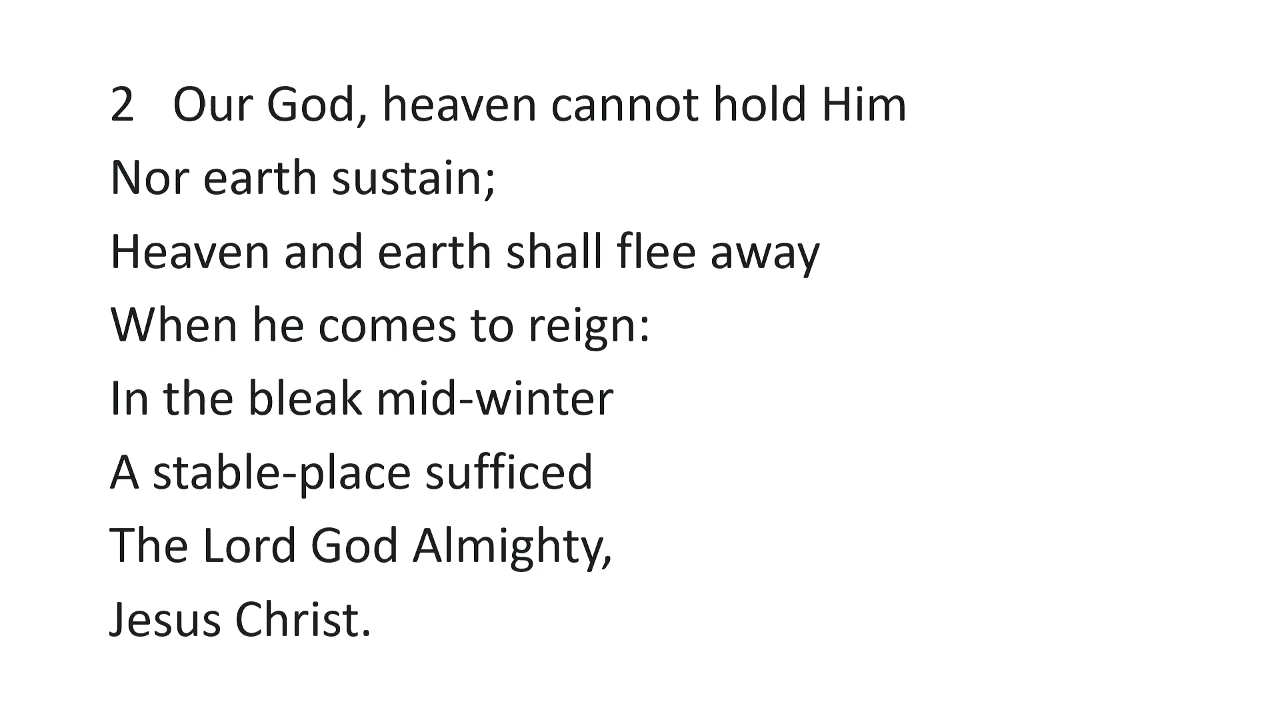 2 Our God, heaven cannot hold Him
Nor earth sustain;
Heaven and earth shall flee away
When he comes to reign:
In the bleak mid-winter
A stable-place sufficed
The Lord God Almighty,
Jesus Christ.